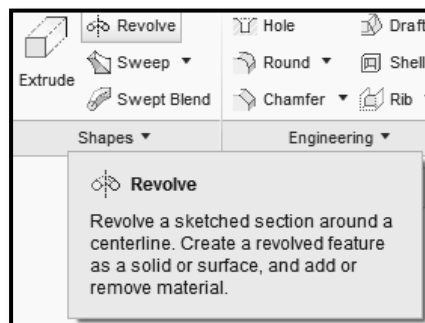 Revolve
Hole
Draft
Extrude
Sweep
Round
Shell
Swept Blend
Chamfer
Rib
Shapes
Engineering
Revolve
Revolve a sketched section around a
centerline. Create a revolved feature
as a solid or surface, and add or
remove material.